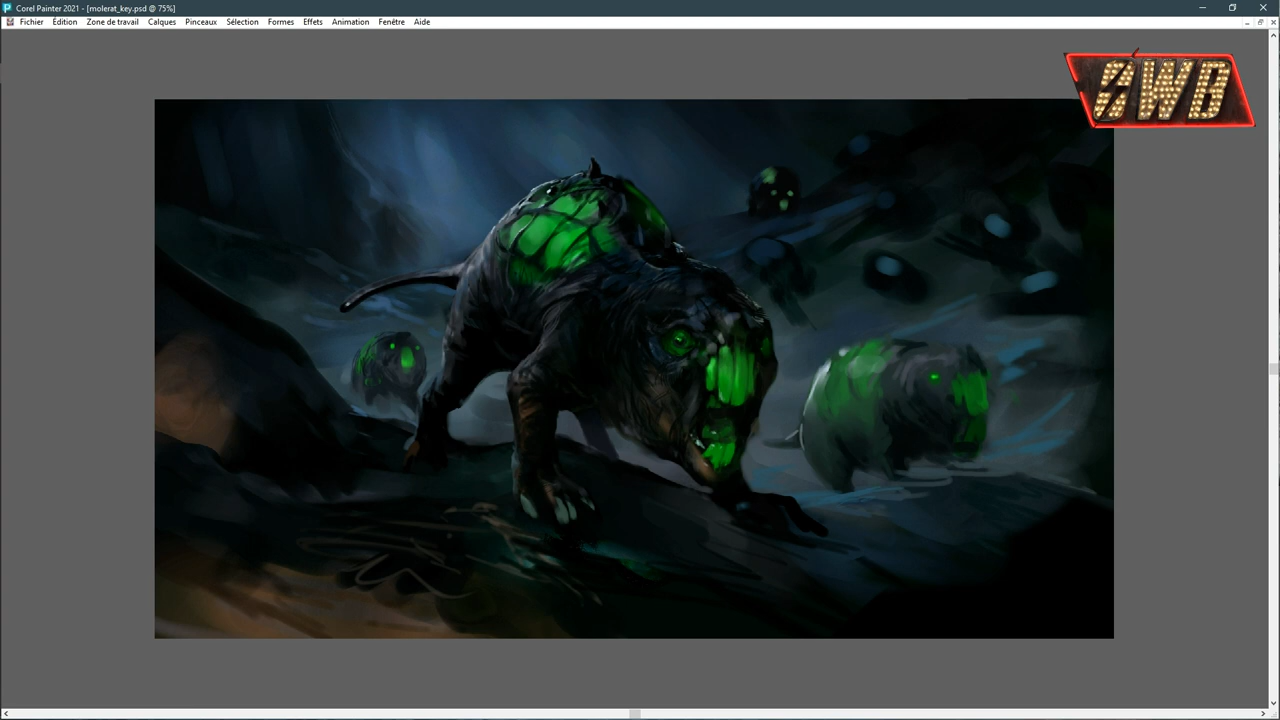 Corel Painter 2021 - [molerat_key.psd @ 75%]
Fichier Édition Zone de travail Calques Pinceaux Sélection Formes Effets Animation Fenêtre Aide
SWB